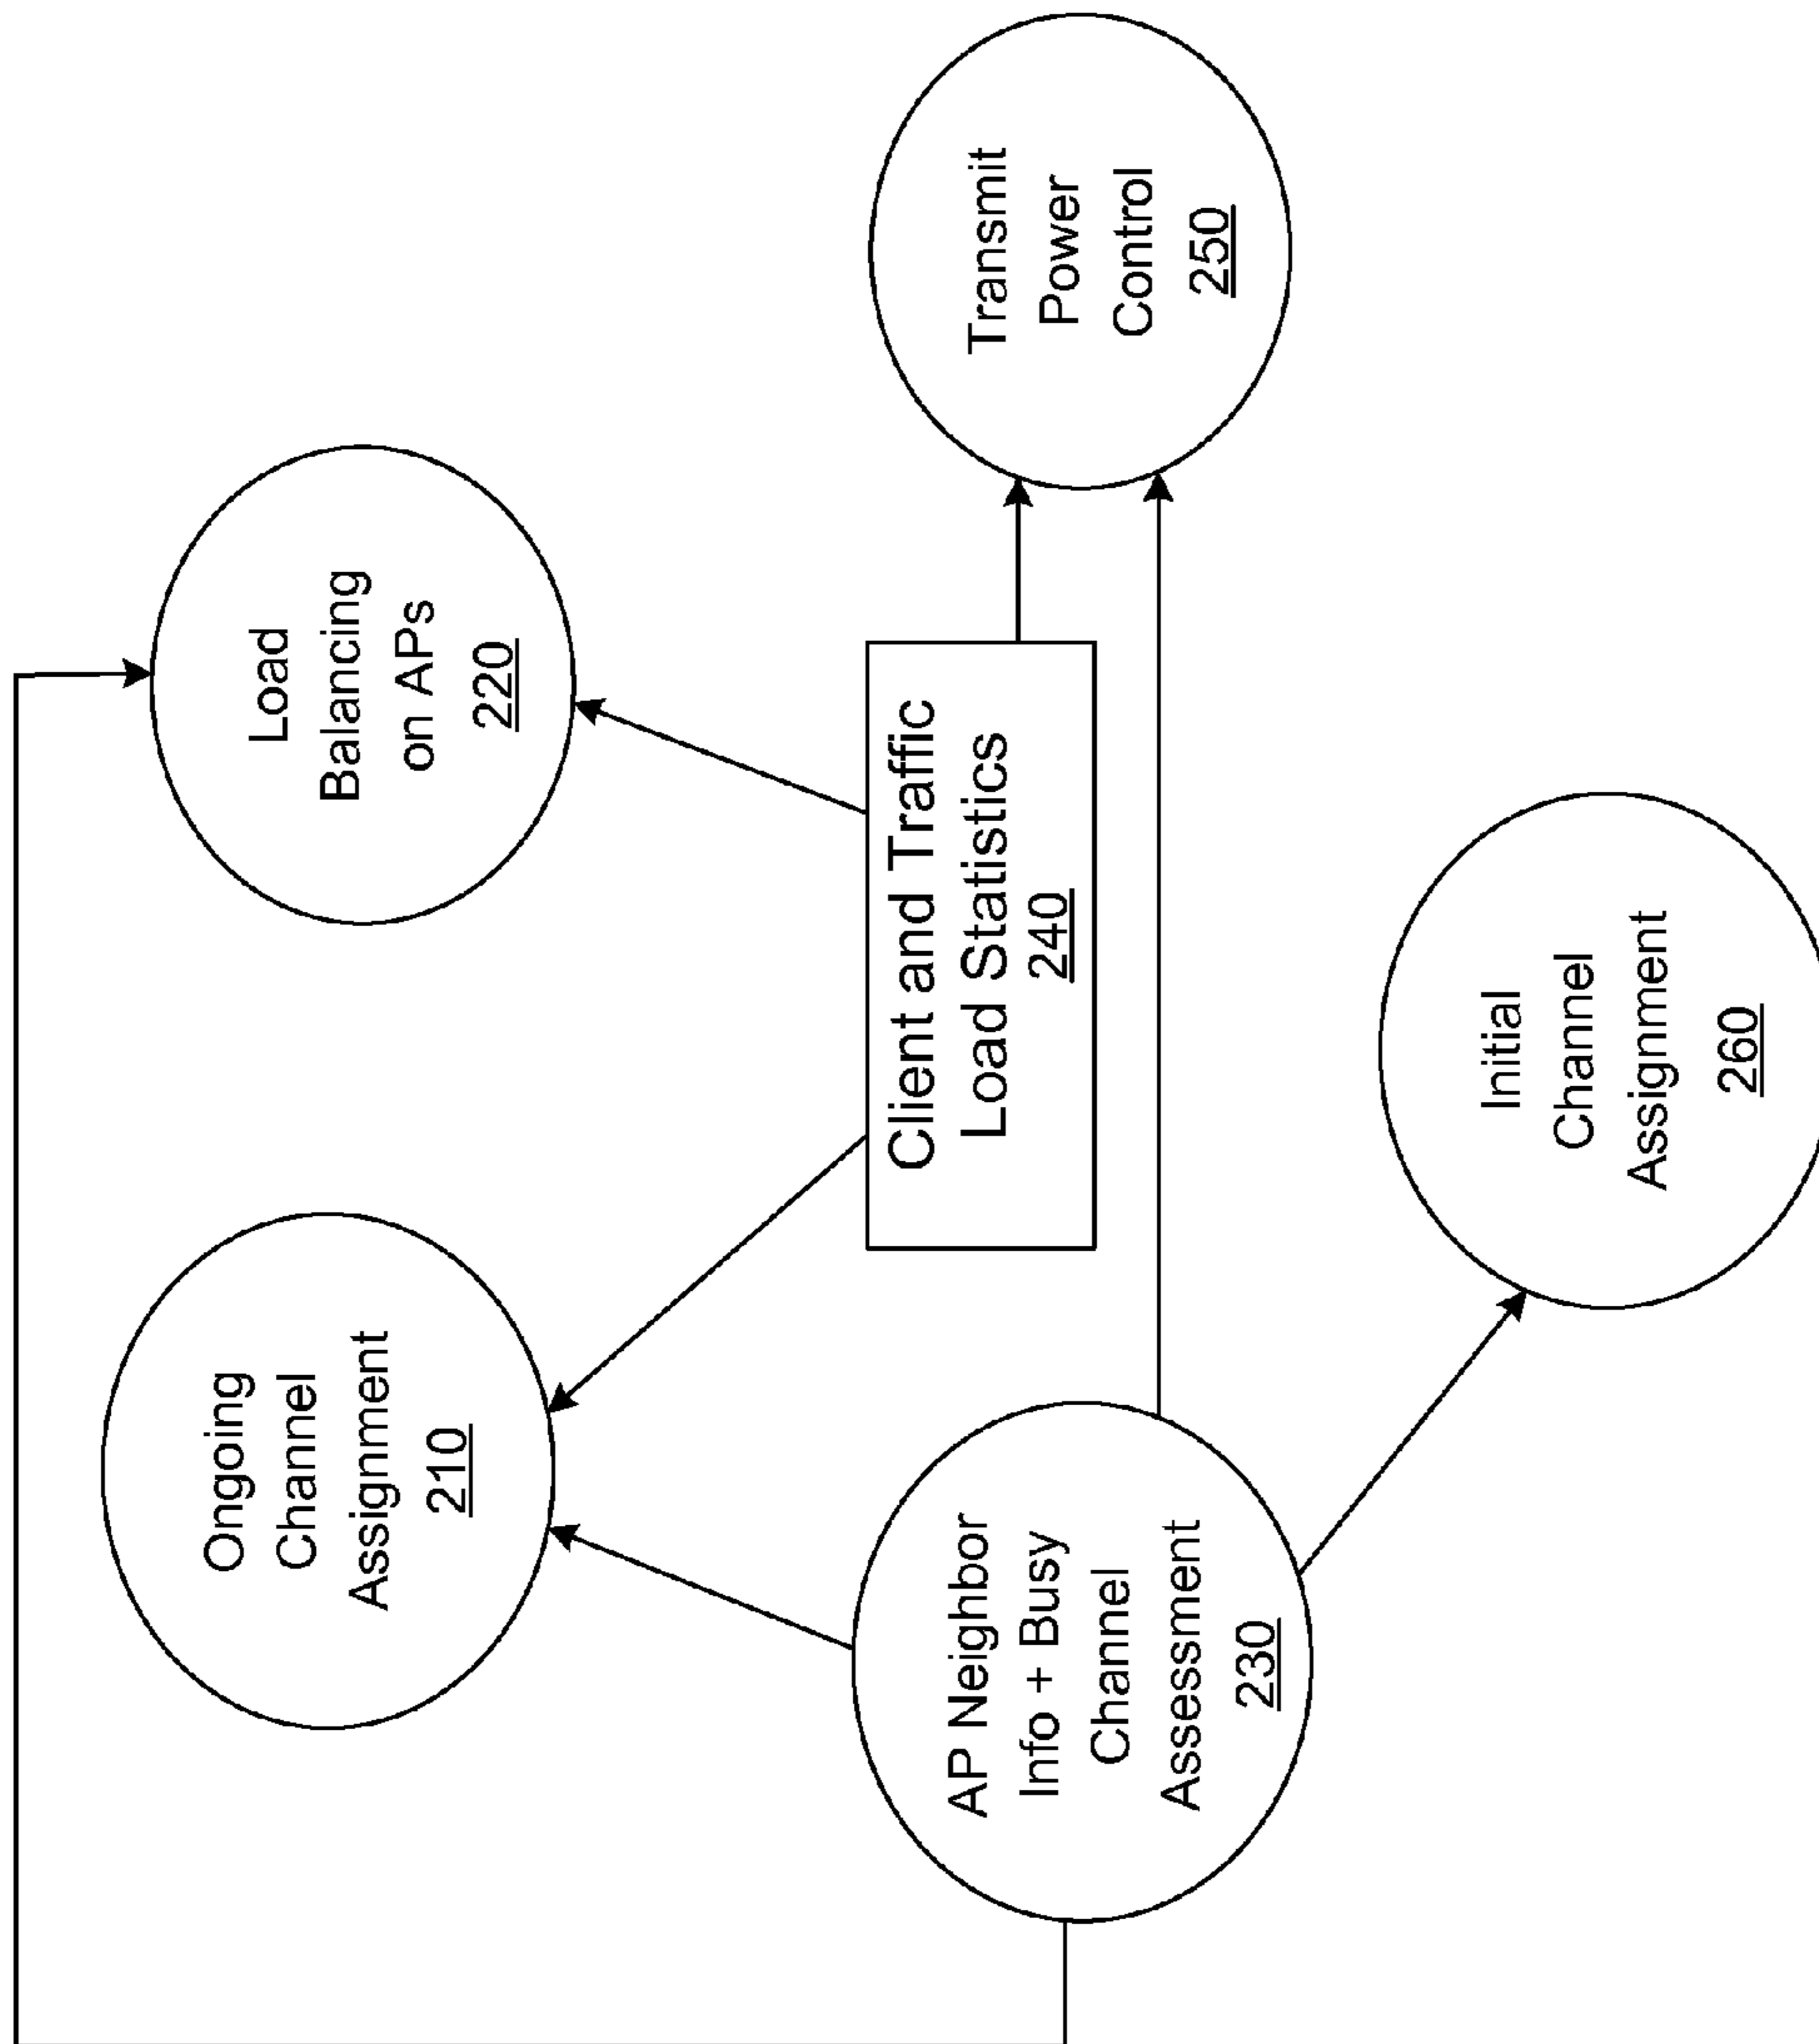 Ongoing
Channel
Assignment
210
Load
Balancing
on APs
220
AP Neighbor
Info + Busy
Channel
Assessment
230
Client and Traffic
Load Statistics
240
Transmit
Power
Control
250
Initial
Channel
Assignment
260